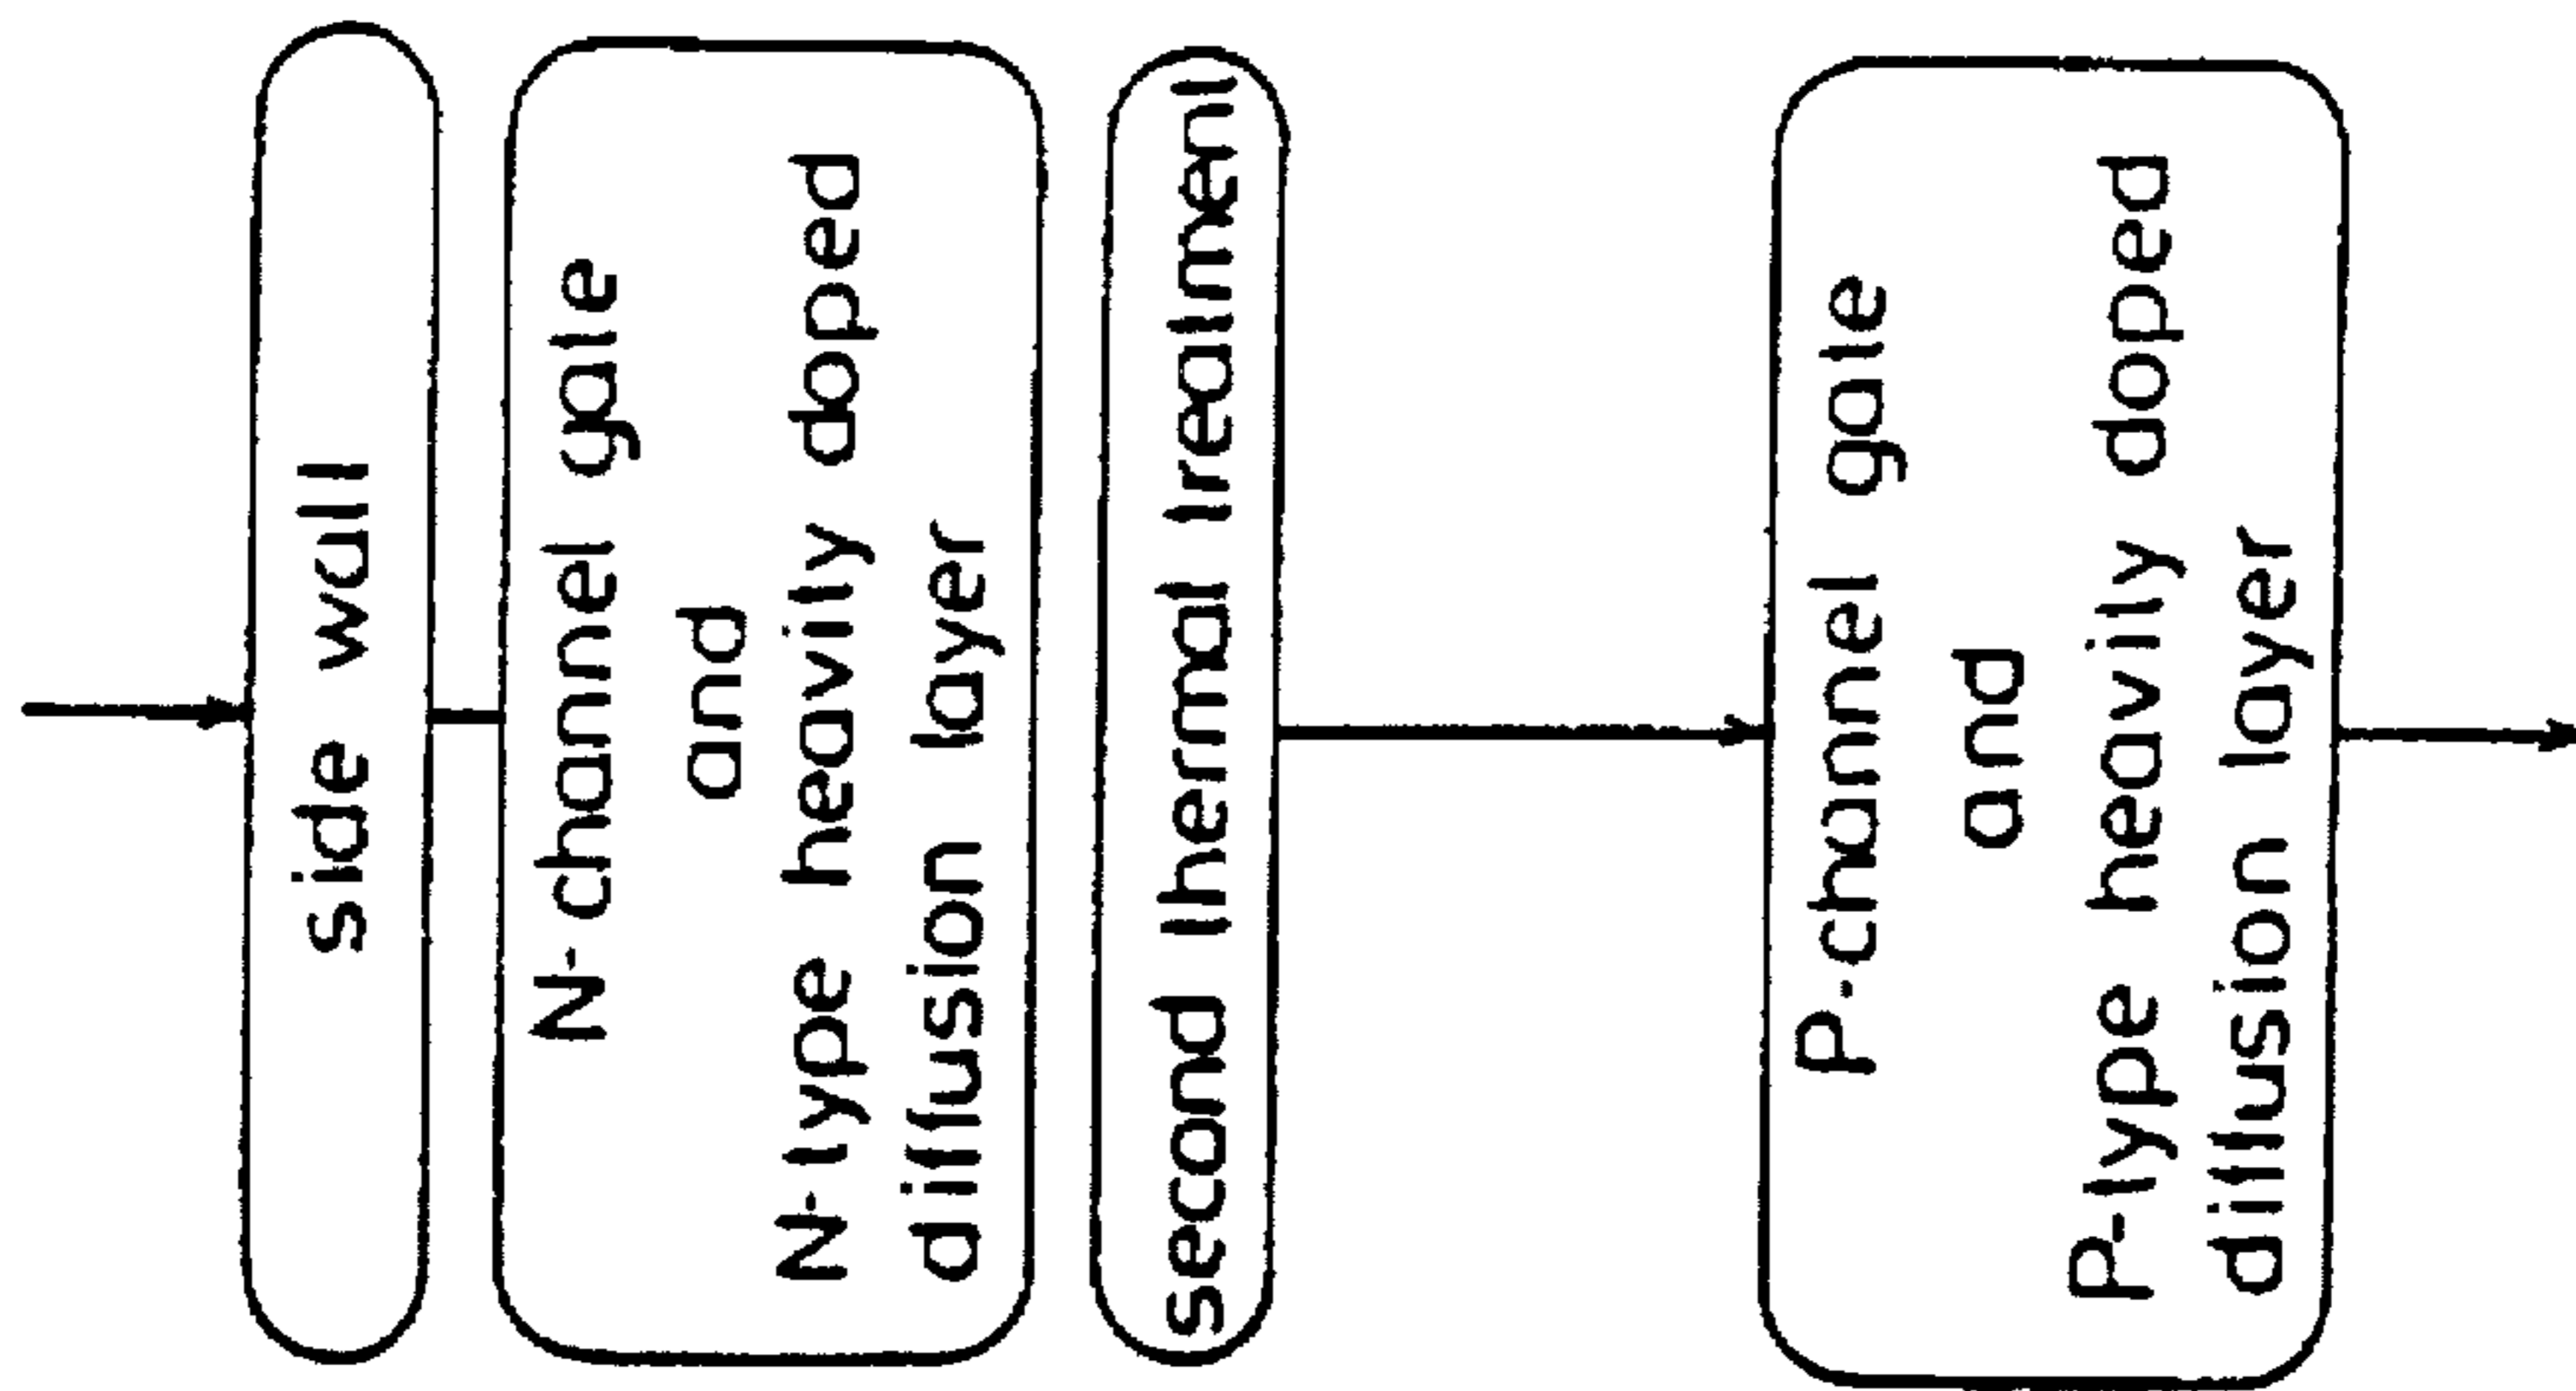 side wall
N-channel gate
and
N-type heavily doped
diffusion layer
second thermal treatment
P-channel gate
and
P-type heavily doped
diffusion layer